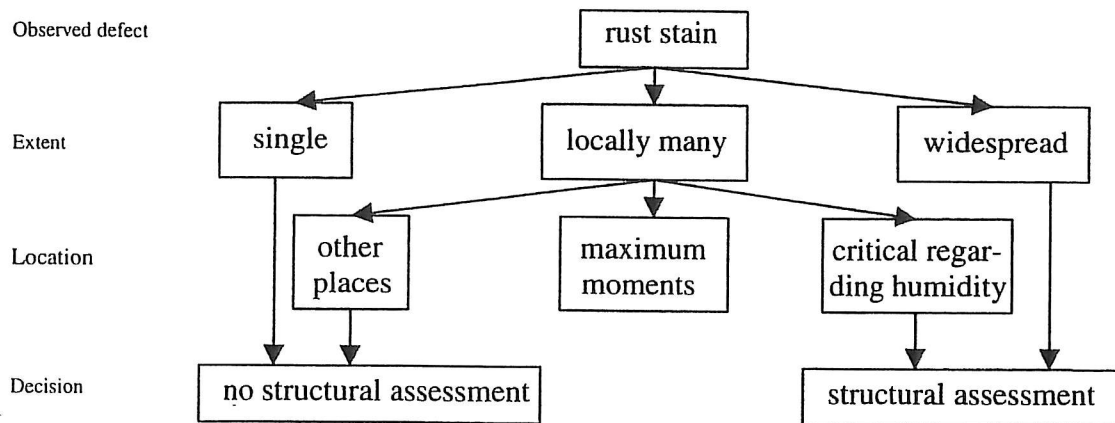 Observed defect
rust stain
Extent
single
locally many
widespread
Location
other
places
maximum
moments
critical regar-
ding humidity
Decision
no structural assessment
structural assessment